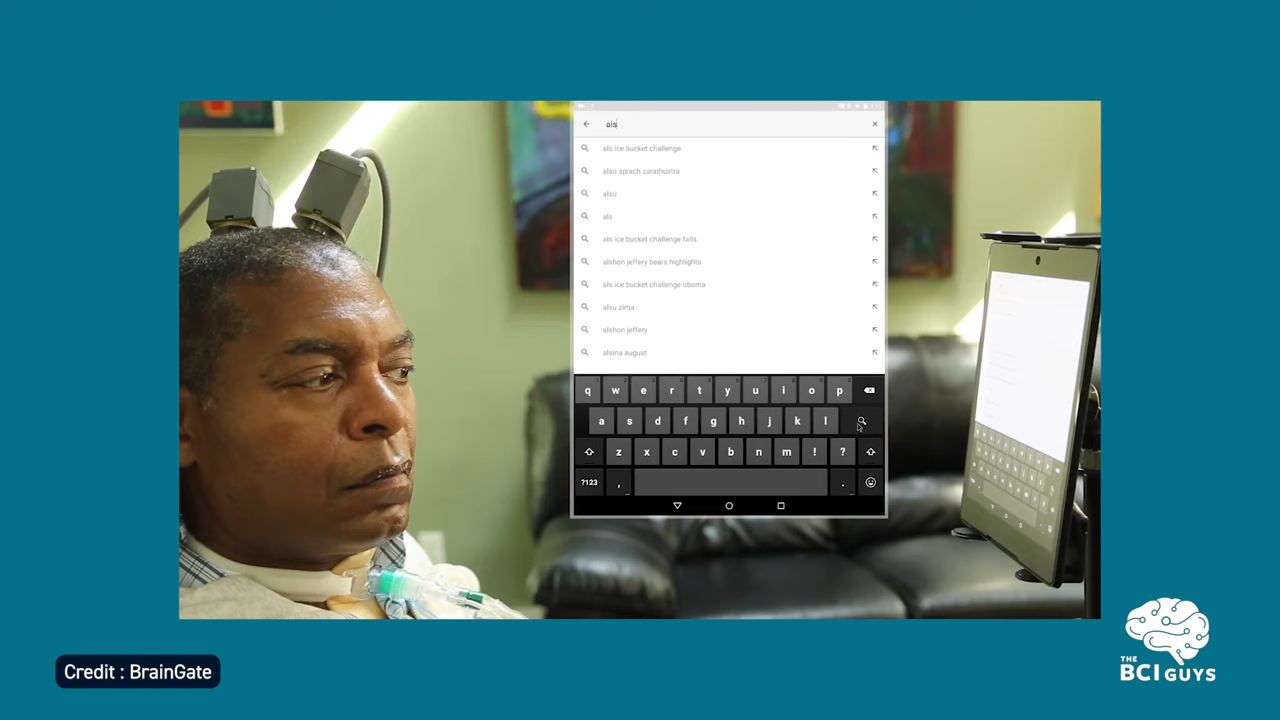 als
als ice bucket challenge
also sprach zarathustra
alsu
als
als ice bucket challenge fails
alshon jeffery bears highlights
als ice bucket challenge obama
alsu zima
alshon jeffery
alsina august
q w e r t y u i o p
a s d f g h j k l
z x c v b n m ! ?
?123 , .
Credit : BrainGate
THE
BCI GUYS